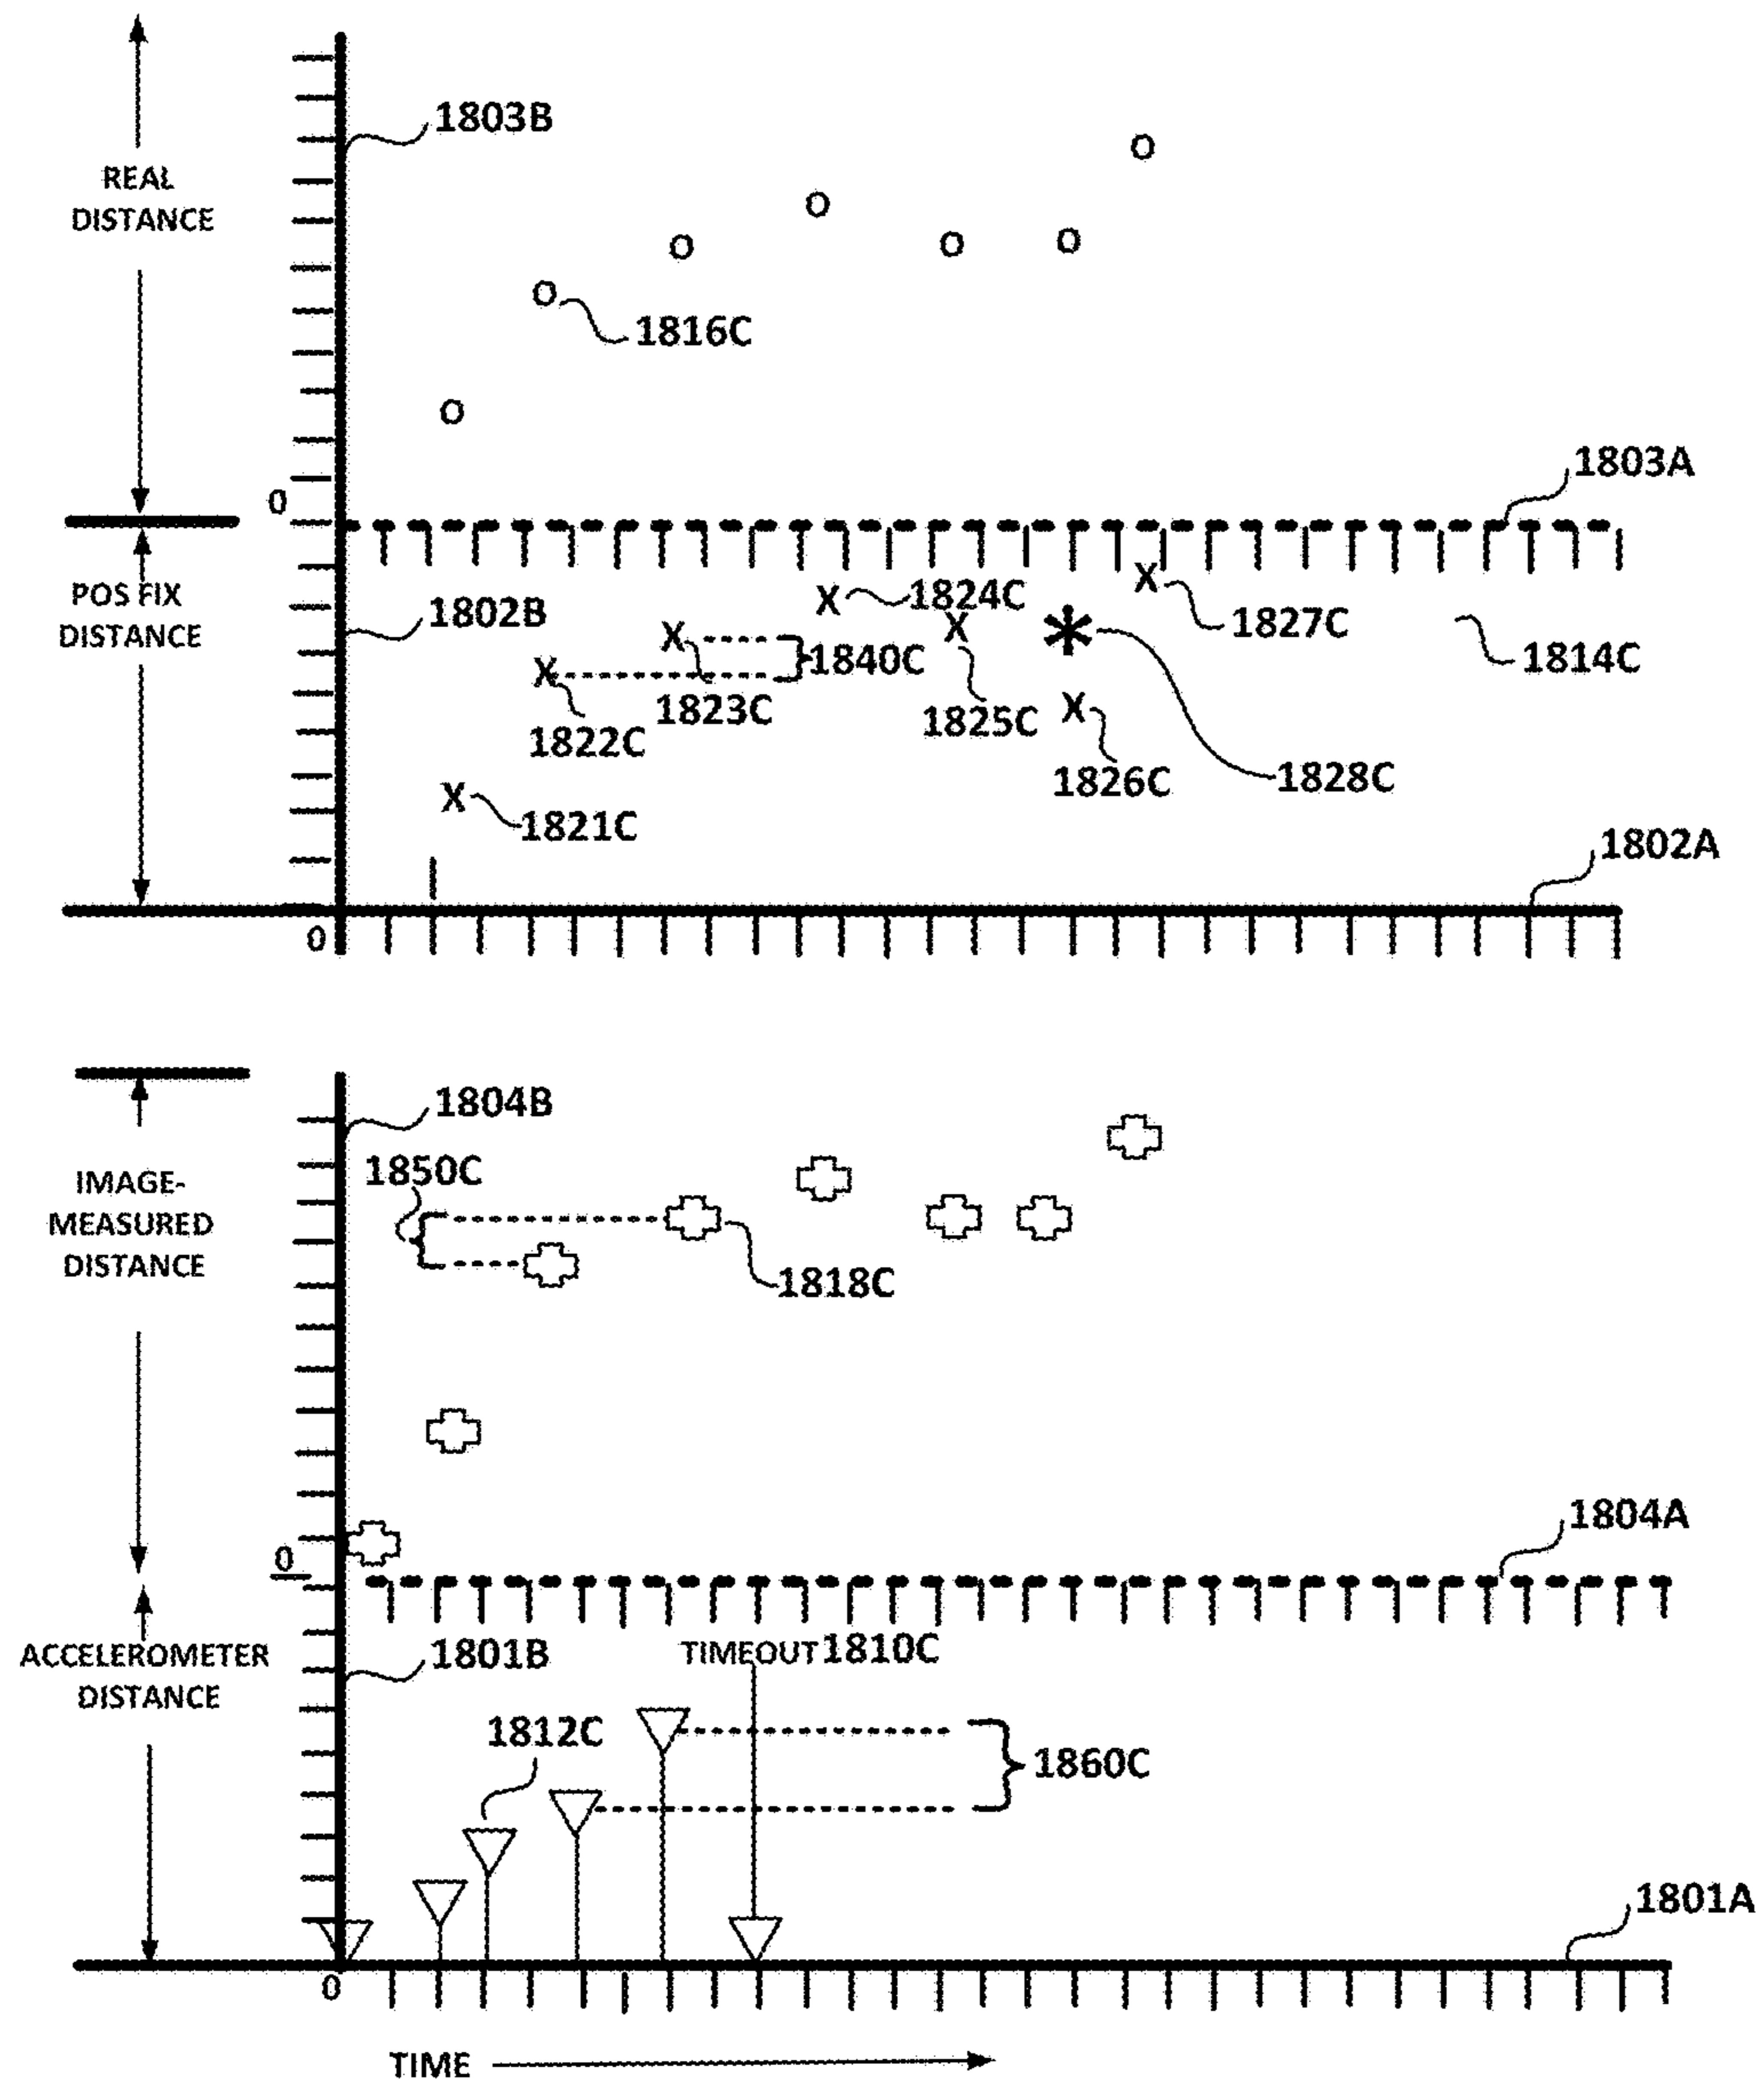 1803B
REAL
DISTANCE
1816C
1803A
0
POS FIX
DISTANCE
1802B
1824C
1827C
1840C
1814C
1823C
1825C
1822C
1826C
1828C
1821C
1802A
0
1804B
1850C
IMAGE-
MEASURED
DISTANCE
1818C
1804A
0
ACCELEROMETER
DISTANCE
1801B
TIMEOUT 1810C
1812C
1860C
1801A
0
TIME